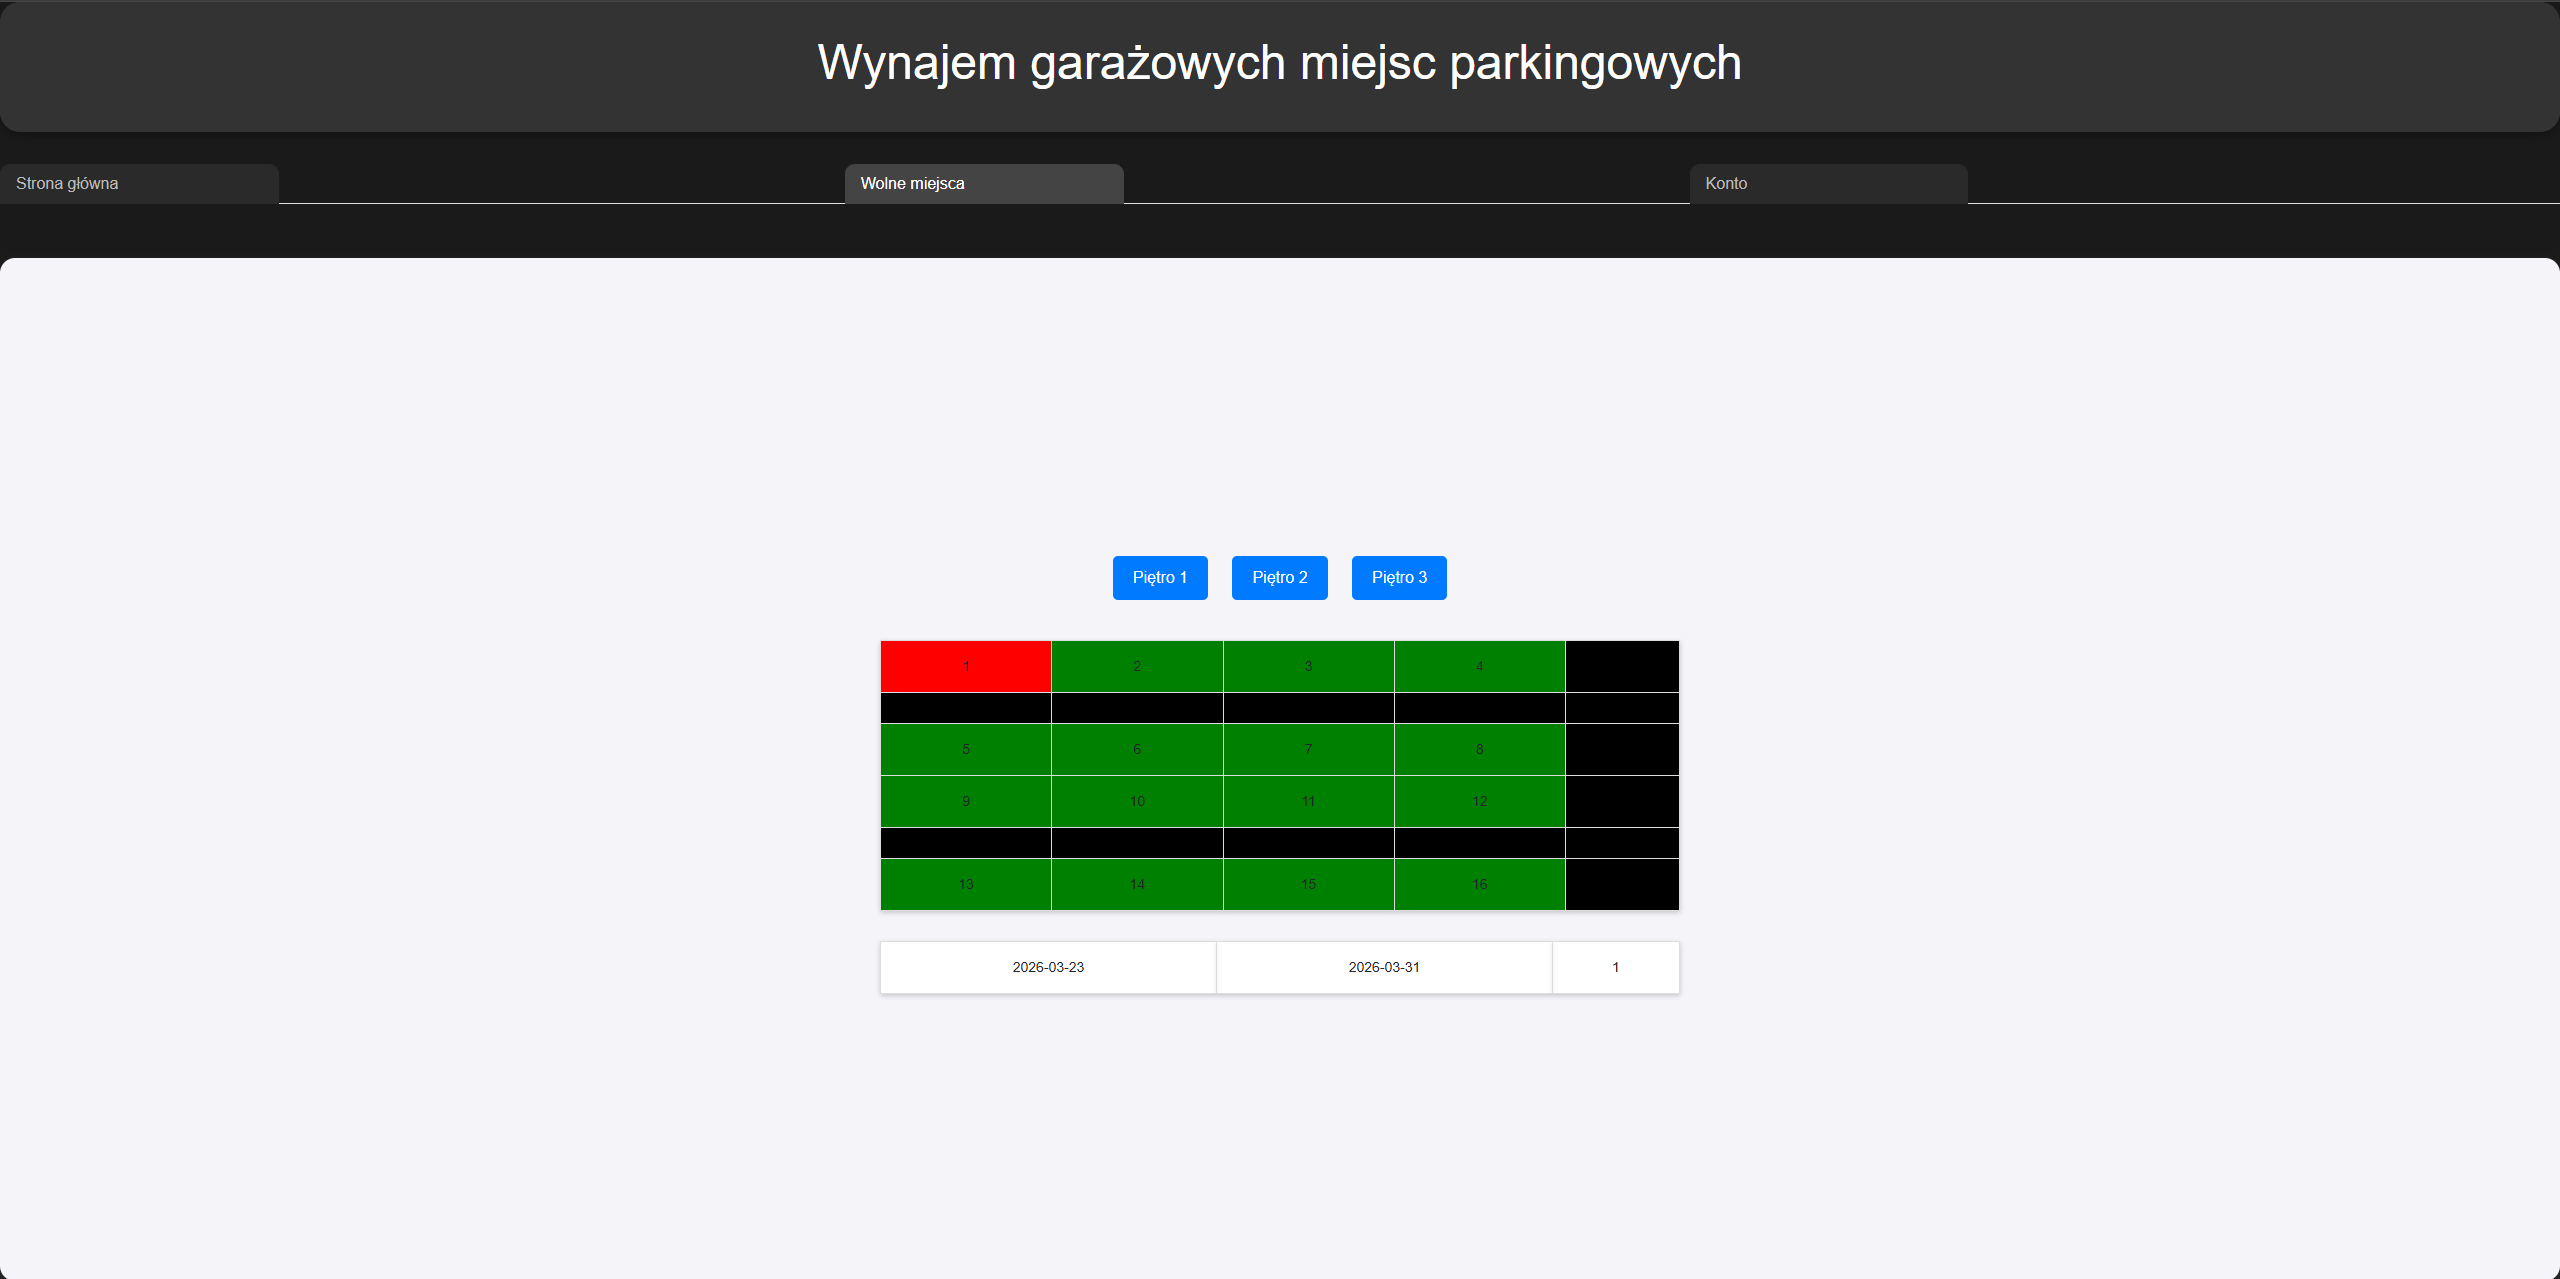 Wynajem garażowych miejsc parkingowych
Strona główna Wolne miejsca Konto
Piętro 1 Piętro 2 Piętro 3
1 2 3 4
5 6 7 8
9 10 11 12
13 14 15 16
2026-03-23 2026-03-31 1